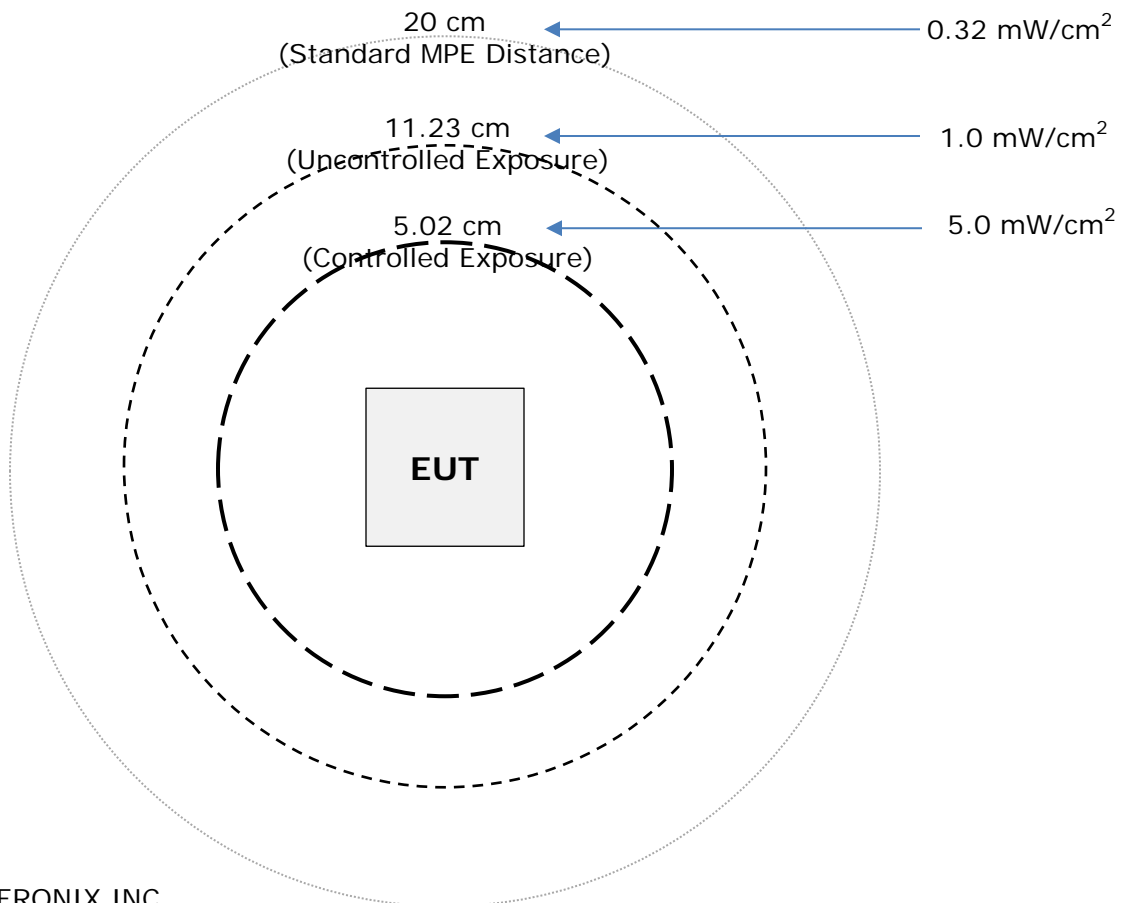 20 cm
(Standard MPE Distance)
0.32 mW/cm²
11.23 cm
(Uncontrolled Exposure)
1.0 mW/cm²
5.02 cm
(Controlled Exposure)
5.0 mW/cm²
EUT
INC